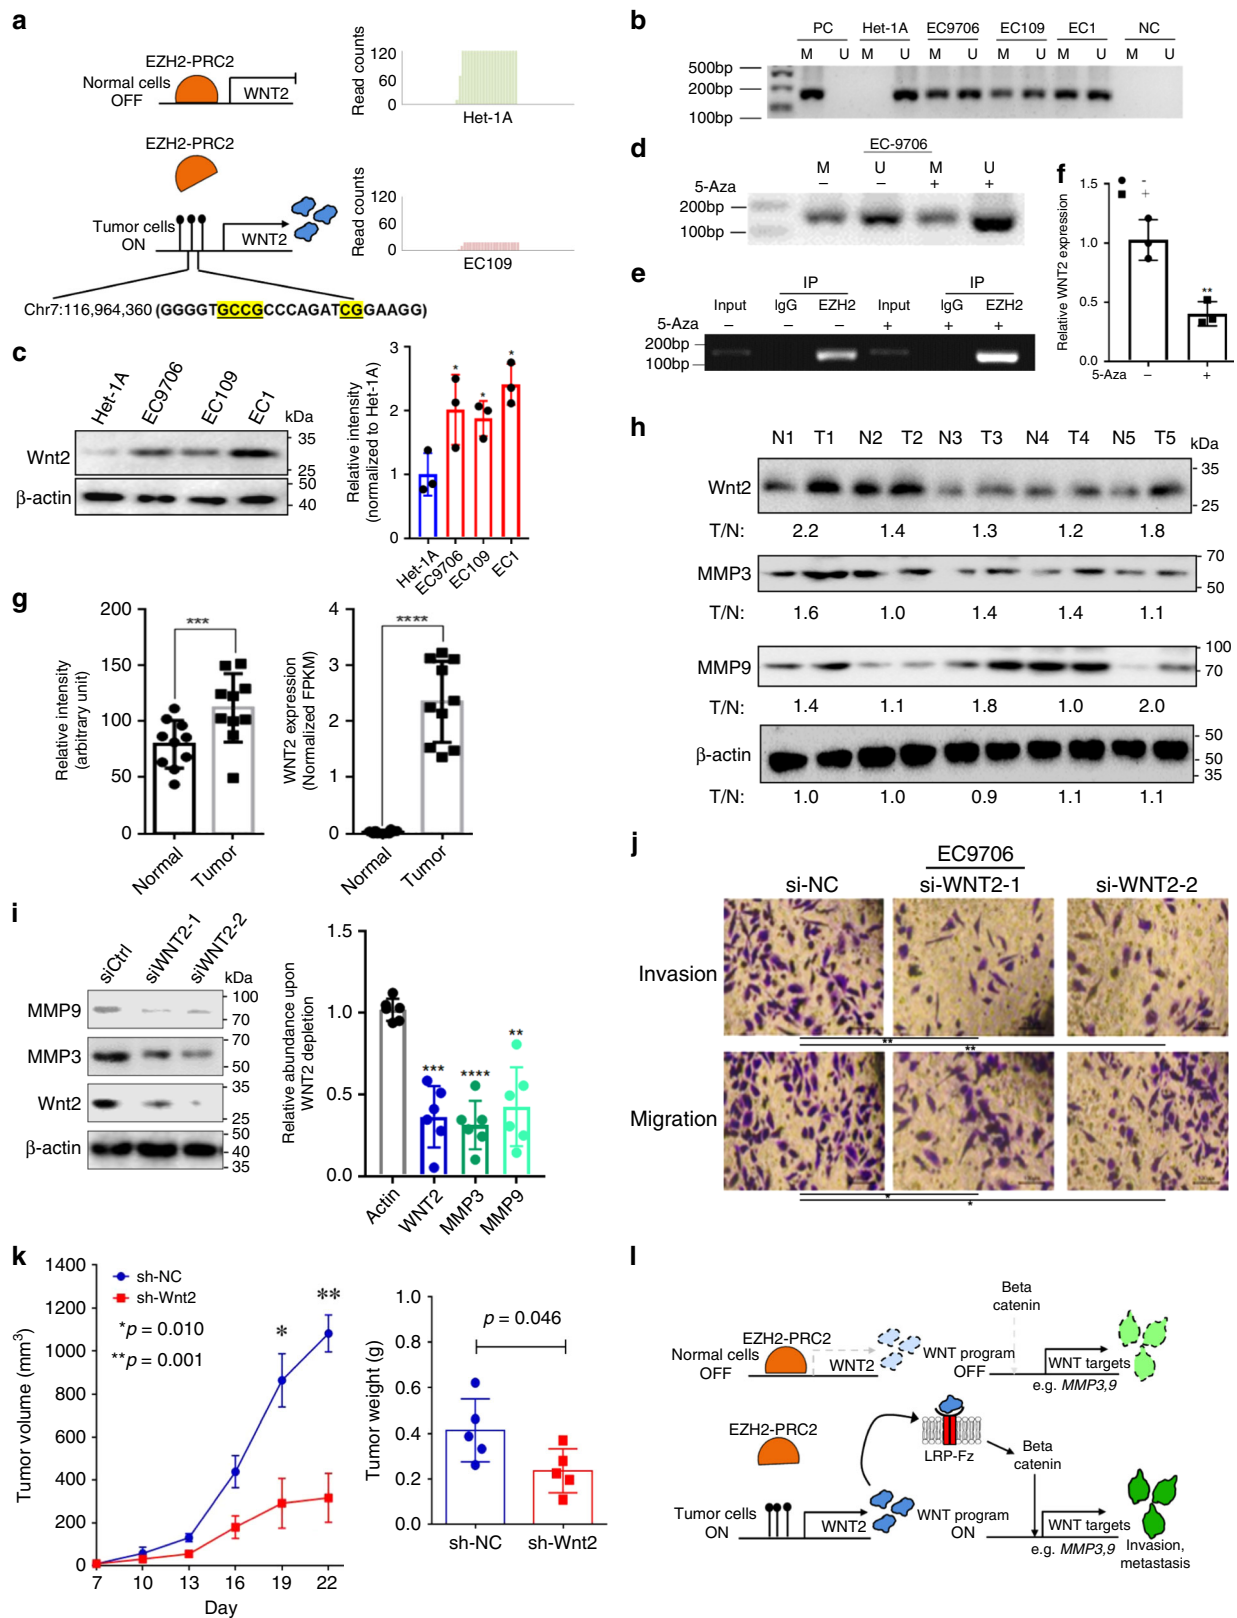 a
EZH2-PRC2
Normal cells
OFF
WNT2
Read counts
120
60
0
Het-1A
EZH2-PRC2
Tumor cells
ON
WNT2
Read counts
120
60
0
EC109
Chr7:116,964,360 (GGGGTGCCGCCCAGATCGGAAGG)
b
PC Het-1A EC9706 EC109 EC1 NC
M U M U M U M U M U M U
500bp
200bp
100bp
c
Het-1A EC9706 EC109 EC1
kDa
Wnt2
35
25
β-actin
50
40
Relative intensity
(normalized to Het-1A)
3
2
1
0
* * *
Het-1A EC9706 EC109 EC1
d
EC-9706
M U M U
5-Aza – – + +
200bp
100bp
e
IP IP
Input IgG EZH2 Input IgG EZH2
5-Aza – – – + + +
200bp
100bp
f
Relative WNT2 expression
1.5
1.0
0.5
0.0
-
+
**
5-Aza – +
g
Relative intensity
(arbitrary unit)
200
150
100
50
0
***
Normal Tumor
WNT2 expression
(Normalized FPKM)
4
3
2
1
0
****
Normal Tumor
h
N1 T1 N2 T2 N3 T3 N4 T4 N5 T5 kDa
Wnt2
35
25
T/N: 2.2 1.4 1.3 1.2 1.8
MMP3
70
50
T/N: 1.6 1.0 1.4 1.4 1.1
MMP9
100
70
T/N: 1.4 1.1 1.8 1.0 2.0
β-actin
50
50
35
T/N: 1.0 1.0 0.9 1.1 1.1
i
siCtrl siWNT2-1 siWNT2-2
kDa
MMP9
100
70
MMP3
70
50
Wnt2
35
25
β-actin
50
40
35
Relative abundance upon
WNT2 depletion
1.5
1.0
0.5
0.0
*** **** **
Actin WNT2 MMP3 MMP9
j
EC9706
si-NC si-WNT2-1 si-WNT2-2
Invasion
**
**
Migration
*
*
k
Tumor volume (mm3)
1400
1200
1000
800
600
400
200
0
sh-NC
sh-Wnt2
*p = 0.010
**p = 0.001
* **
7 10 13 16 19 22
Day
Tumor weight (g)
1.0
0.8
0.6
0.4
0.2
0.0
p = 0.046
sh-NC sh-Wnt2
l
EZH2-PRC2
Normal cells
OFF
WNT2
WNT program
OFF
Beta
catenin
WNT targets
e.g. MMP3,9
EZH2-PRC2
LRP-Fz
Beta
catenin
Tumor cells
ON
WNT2
WNT program
ON
WNT targets
e.g. MMP3,9
Invasion,
metastasis